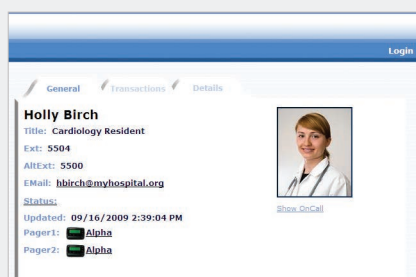 Login
General Transactions Details
Holly Birch
Title: Cardiology Resident
Ext: 5504
AltExt: 5500
EMail: hbirch@myhospital.org
Status:
Updated: 09/16/2009 2:39:04 PM
Pager1: Alpha
Pager2: Alpha
Show OnCall